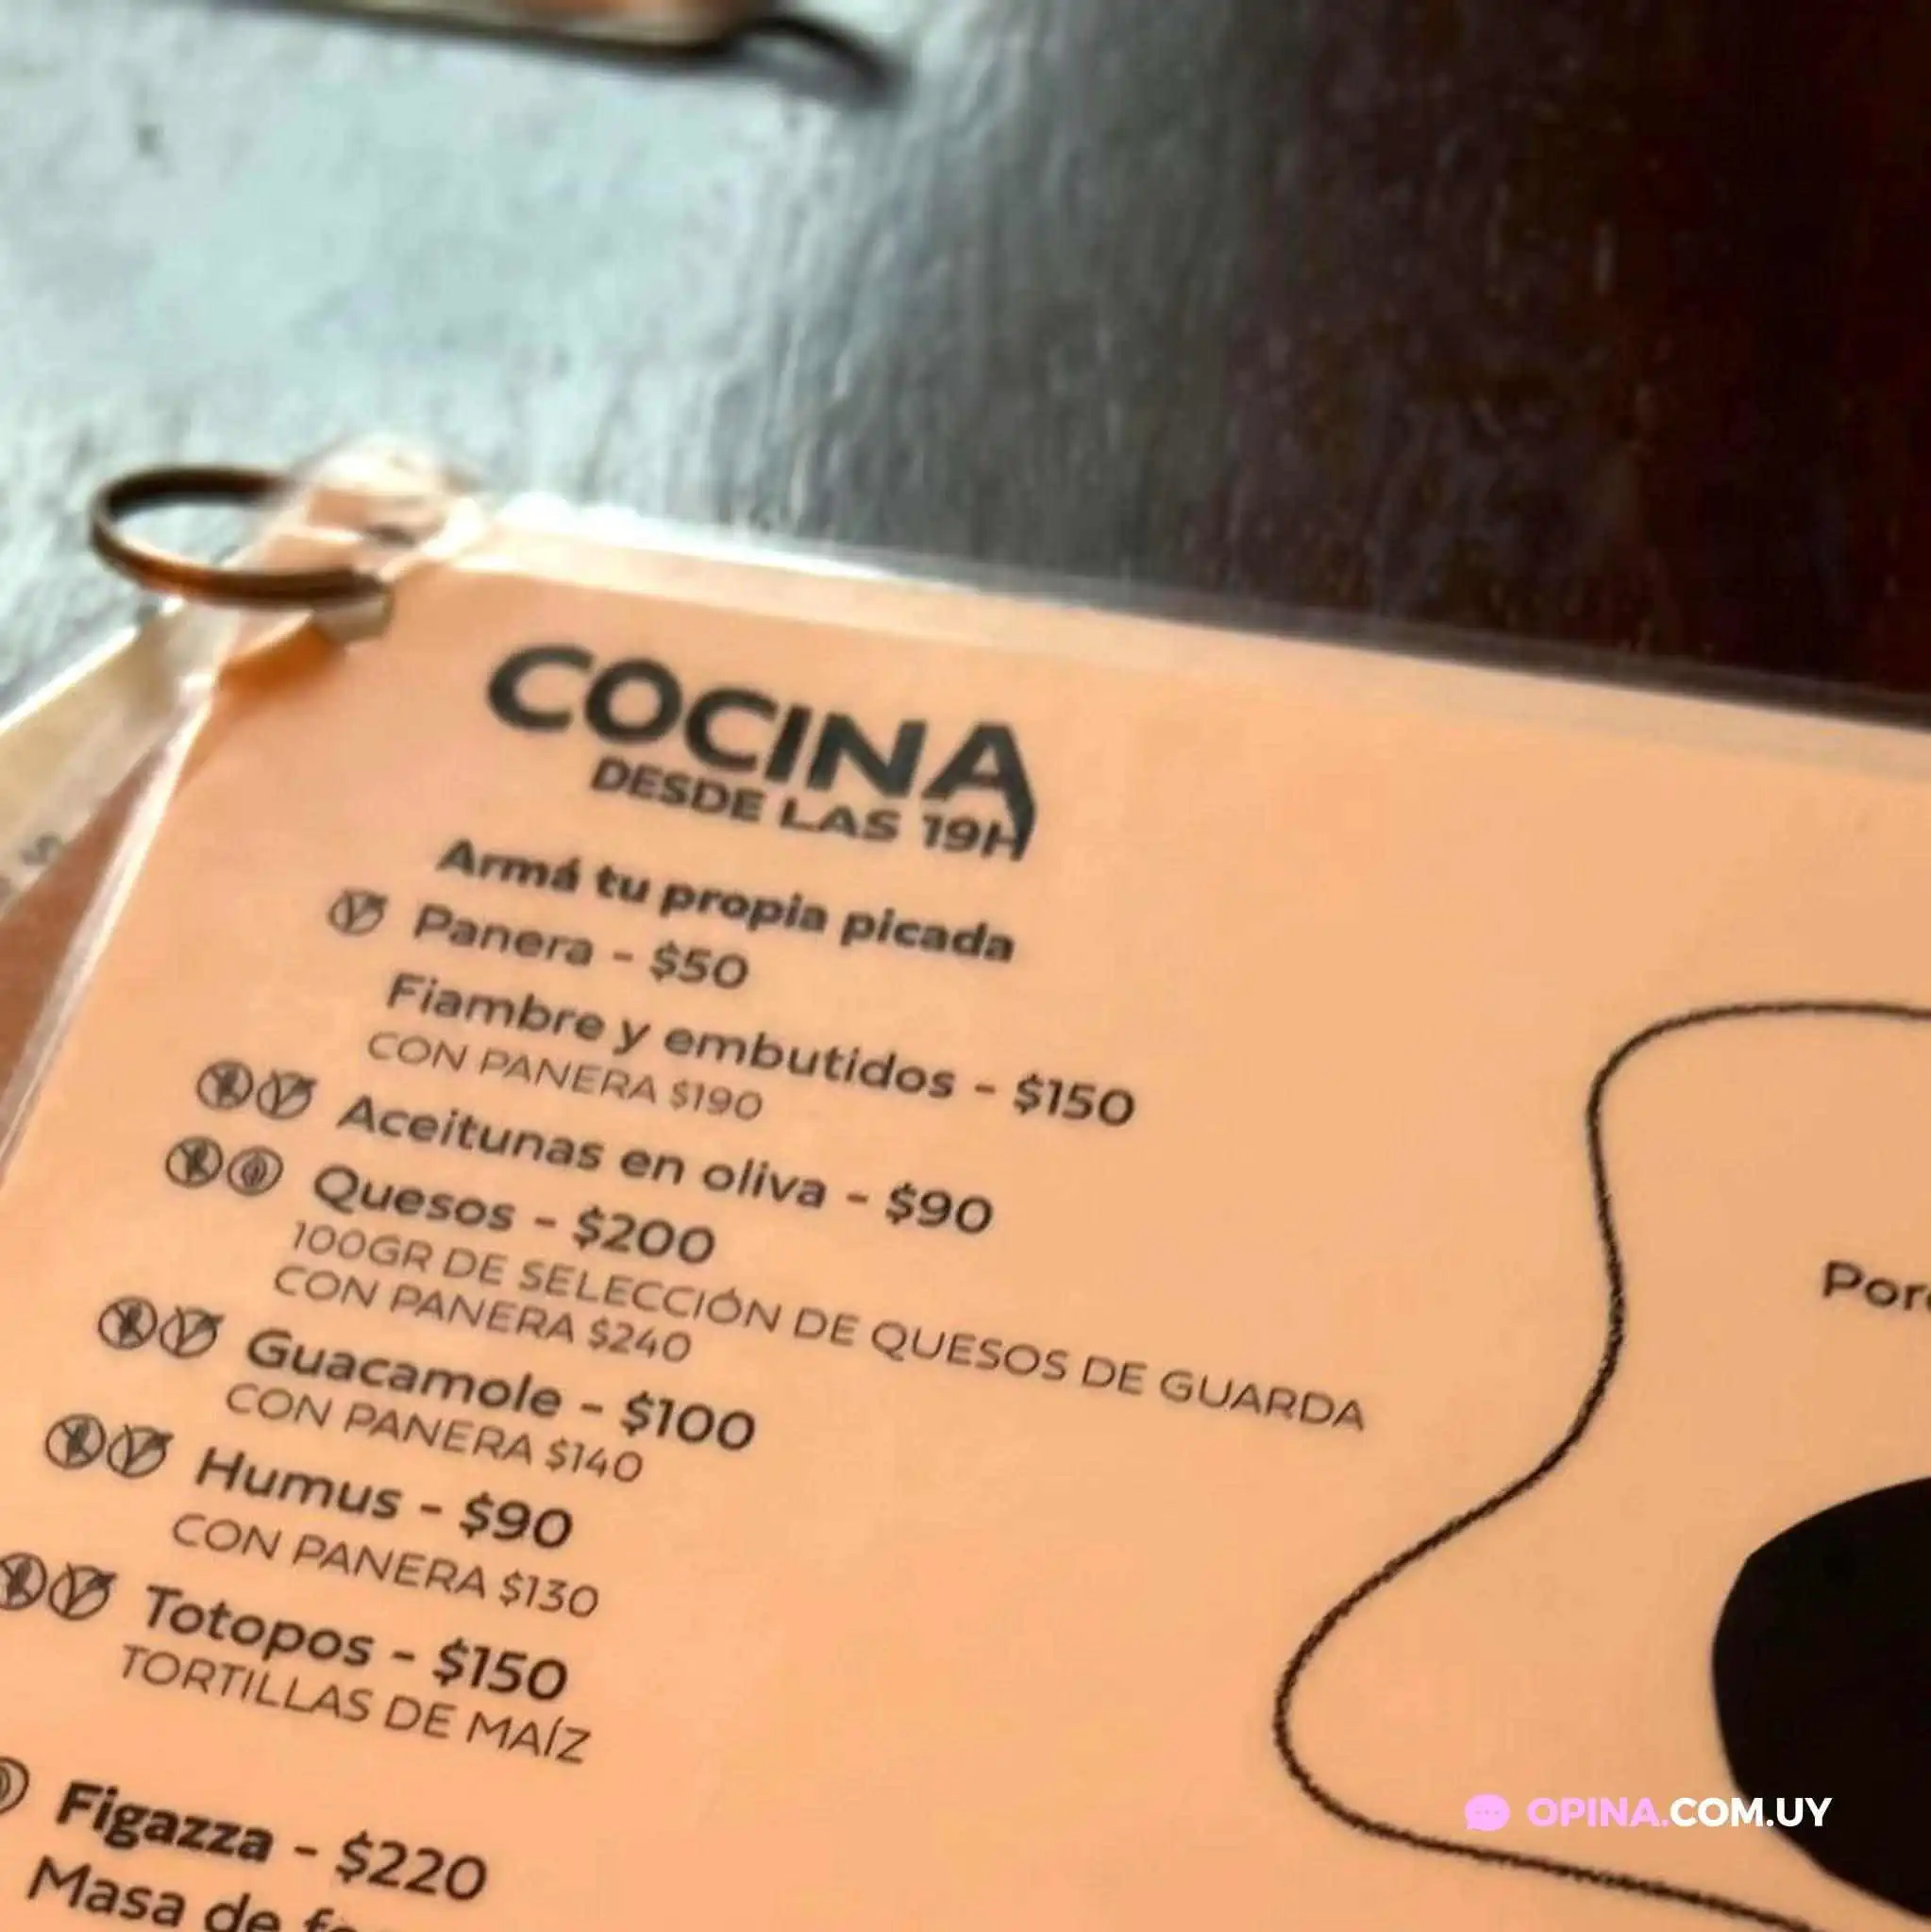 COCINA
DESDE LAS 19H
Armá tu propia picada
Panera - $50
Fiambre y embutidos - $150
CON PANERA $190
Aceitunas en oliva - $90
Quesos - $200
100GR DE SELECCIÓN DE QUESOS DE GUARDA
CON PANERA $240
Guacamole - $100
CON PANERA $140
Humus - $90
CON PANERA $130
Totopos - $150
TORTILLAS DE MAÍZ
Figazza - $220
Masa de
OPINA.COM.UY